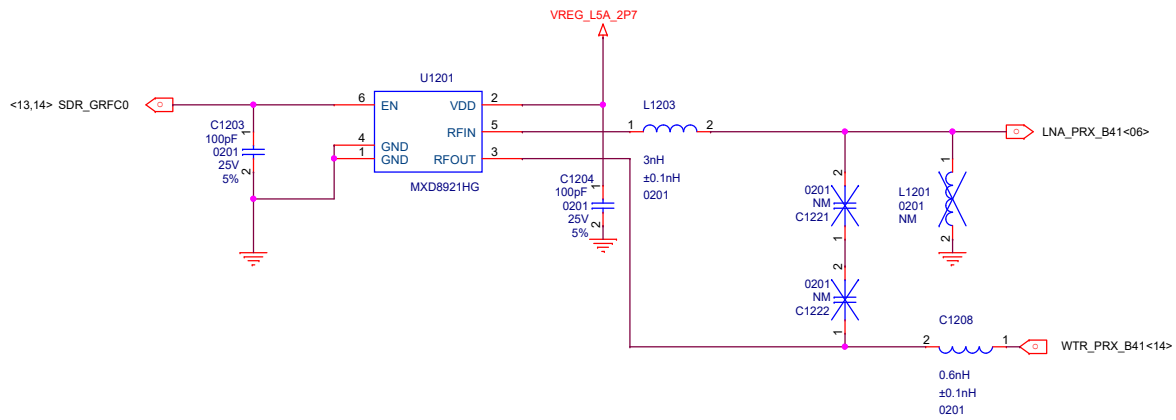 VREG_L5A_2P7
U1201
<13,14> SDR_GRFC0
6
EN
VDD
2
L1203
C1203
100pF
0201
25V
5%
1
2
4
GND
1
GND
RFIN
5
RFOUT
3
MXD8921HG
1
2
3nH
±0.1nH
0201
LNA_PRX_B41<06>
C1204
100pF
0201
25V
5%
1
2
2
0201
NM
C1221
1
1
L1201
0201
NM
2
2
0201
NM
C1222
1
C1208
2
1
WTR_PRX_B41<14>
0.6nH
±0.1nH
0201